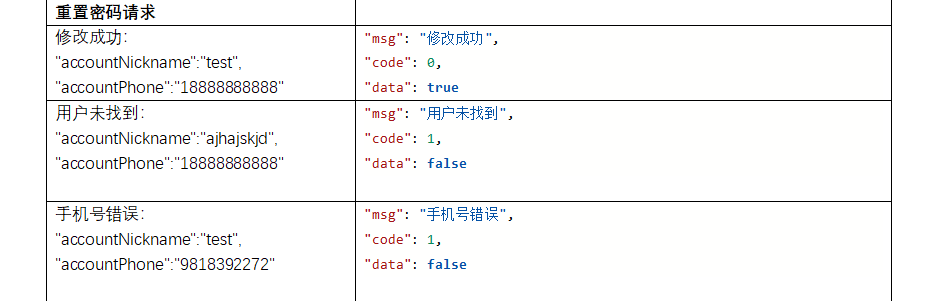 重置密码请求
修改成功:
"accountNickname":"test",
"accountPhone":"18888888888"
"msg": "修改成功",
"code": 0,
"data": true
用户未找到:
"accountNickname":"ajhajskjd",
"accountPhone":"18888888888"
"msg": "用户未找到",
"code": 1,
"data": false
手机号错误:
"accountNickname":"test",
"accountPhone":"9818392272"
"msg": "手机号错误",
"code": 1,
"data": false